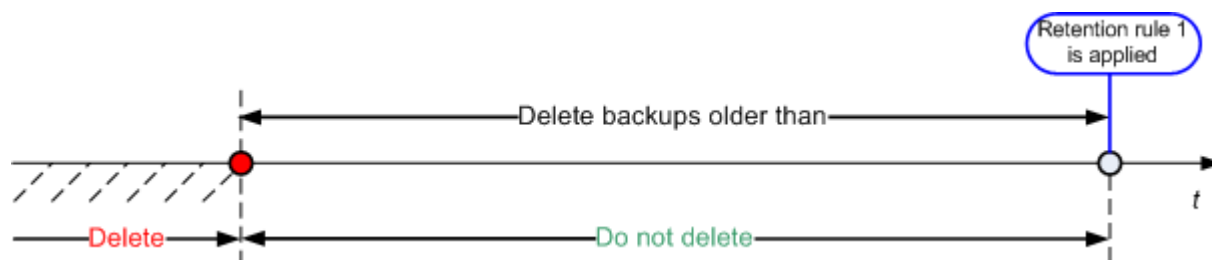 Retention rule 1
is applied
Delete backups older than
t
Delete
Do not delete